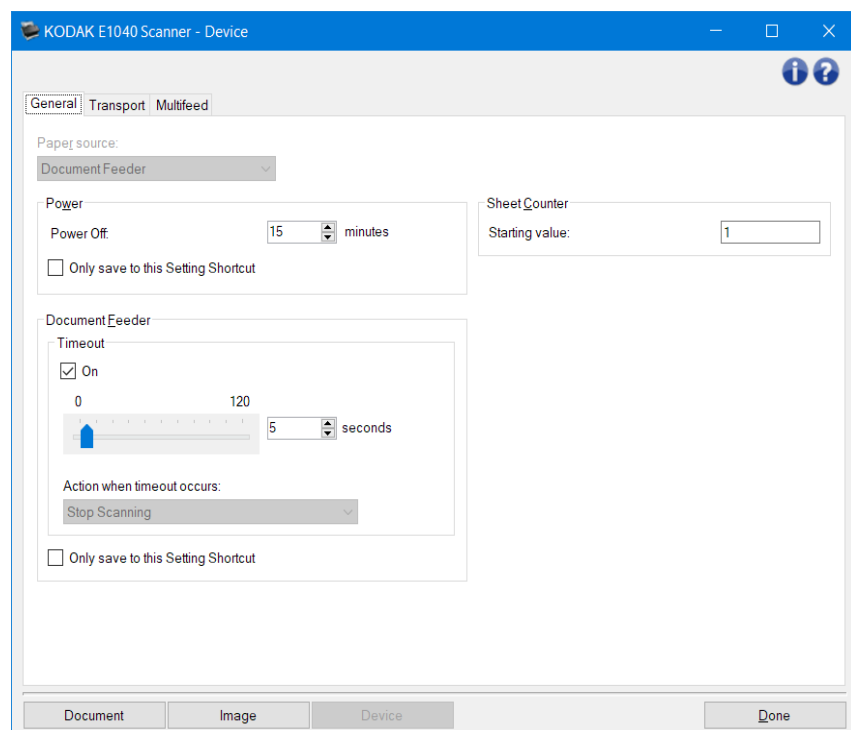 KODAK E1040 Scanner - Device
General Transport Multifeed
Paper source:
Document Feeder
Power
Power Off: 15 minutes
Only save to this Setting Shortcut
Sheet Counter
Starting value: 1
Document Feeder
Timeout
On
0 120
5 seconds
Action when timeout occurs:
Stop Scanning
Only save to this Setting Shortcut
Document Image Device Done